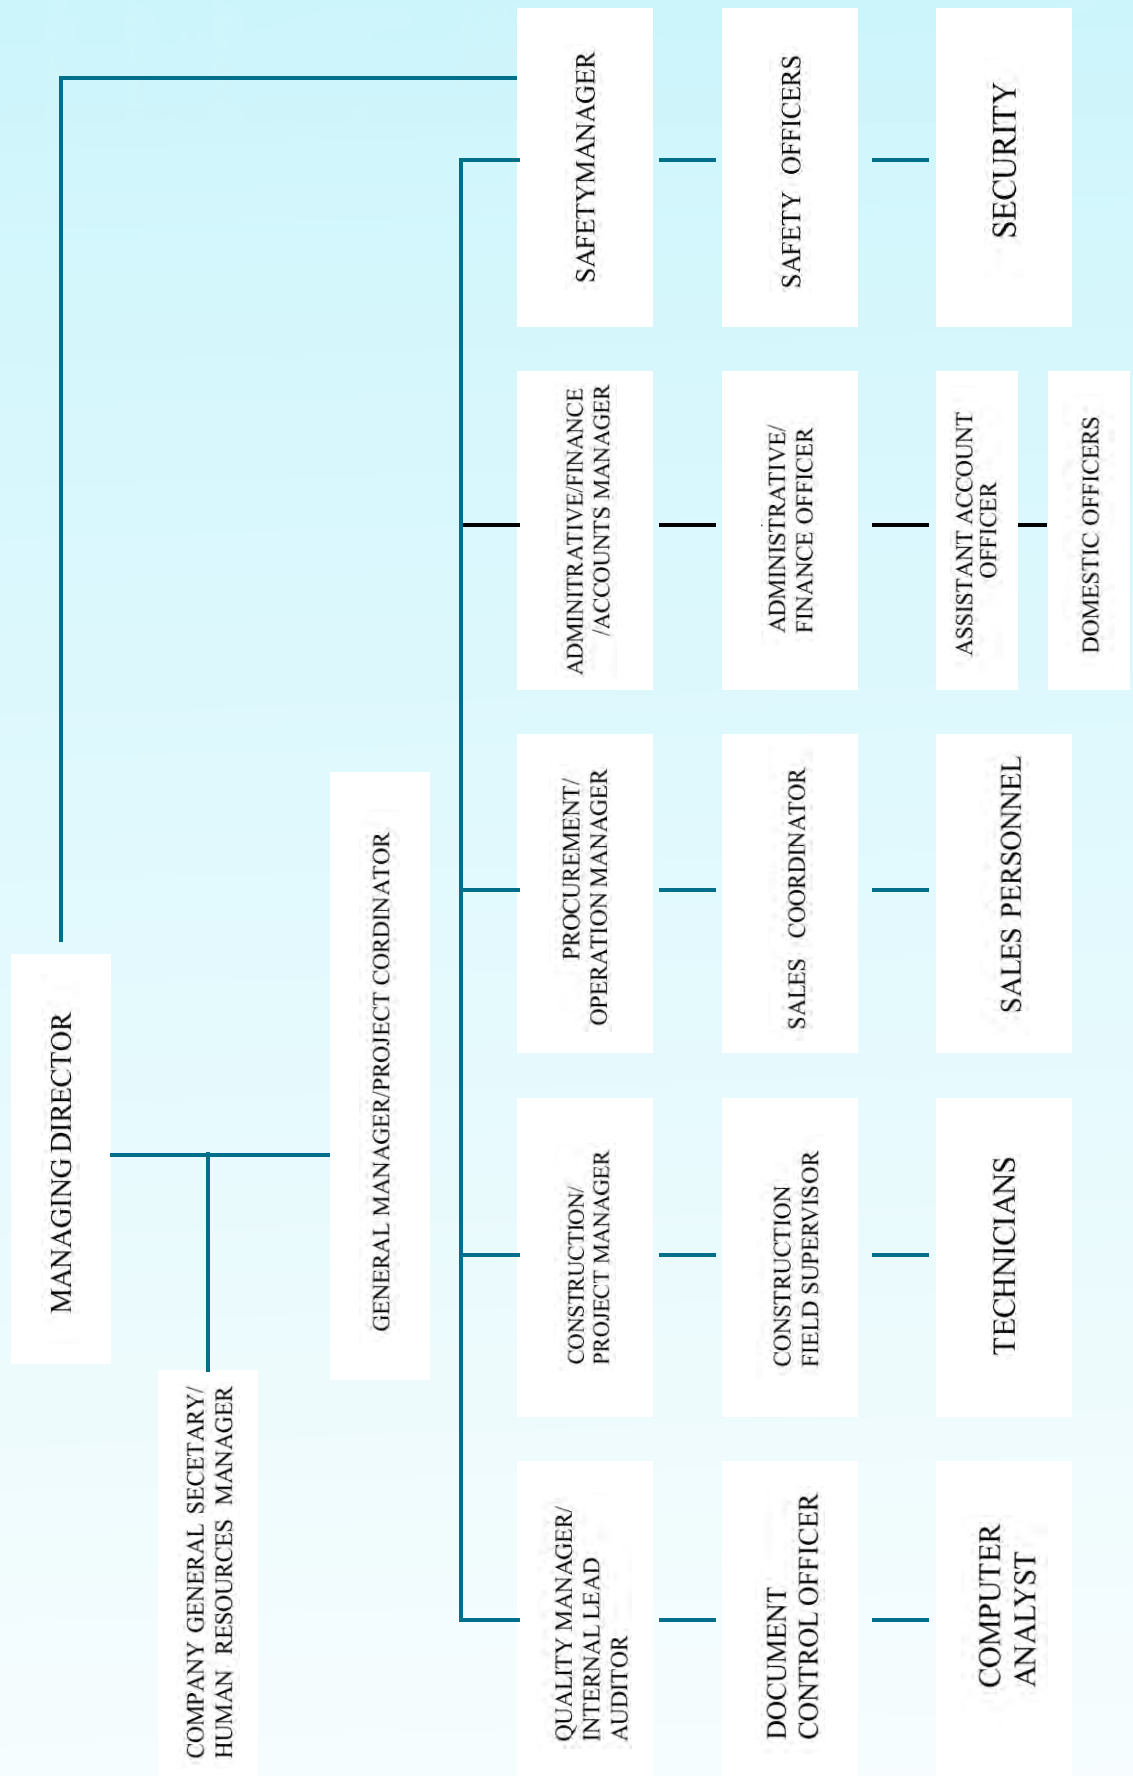 MANAGING DIRECTOR
COMPANY GENERAL SECETARY/
HUMAN RESOURCES MANAGER
GENERAL MANAGER/PROJECT CORDINATOR
QUALITY MANAGER/
INTERNAL LEAD
AUDITOR
CONSTRUCTION/
PROJECT MANAGER
PROCUREMENT/
OPERATION MANAGER
ADMINITRATIVE/FINANCE
/ACCOUNTS MANAGER
SAFETYMANAGER
DOCUMENT
CONTROL OFFICER
CONSTRUCTION
FIELD SUPERVISOR
SALES COORDINATOR
ADMINISTRATIVE/
FINANCE OFFICER
SAFETY OFFICERS
COMPUTER
ANALYST
TECHNICIANS
SALES PERSONNEL
ASSISTANT ACCOUNT
OFFICER
SECURITY
DOMESTIC OFFICERS